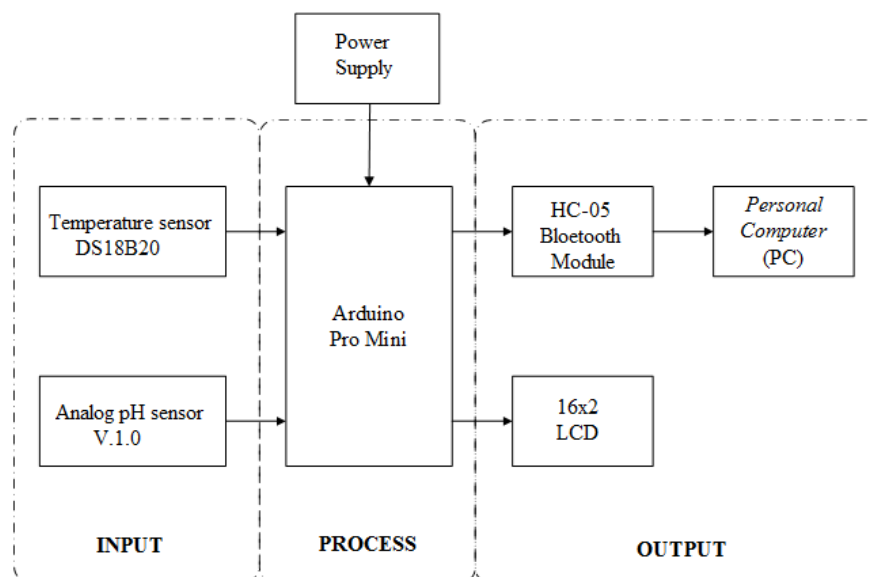 Power
Supply
Temperature sensor
DS18B20
Analog pH sensor
V.1.0
Arduino
Pro Mini
HC-05
Bloetooth
Module
Personal
Computer
(PC)
16x2
LCD
INPUT
PROCESS
OUTPUT